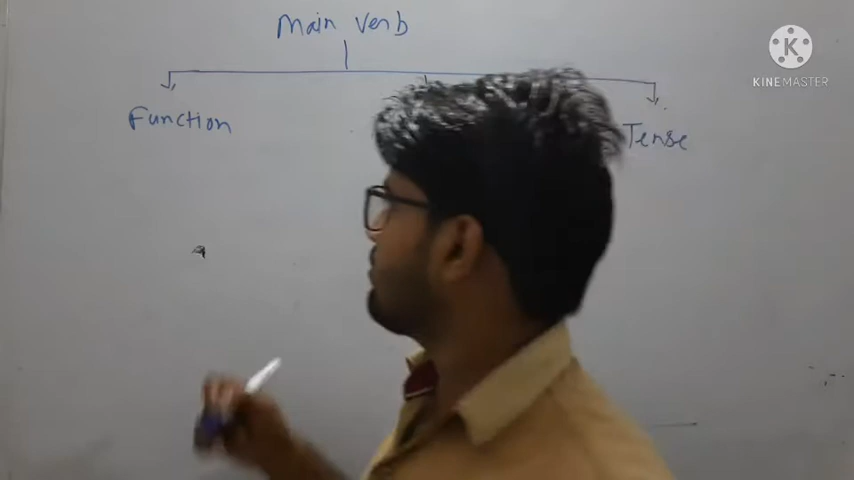 Main verb
Function
Tense
K
KINEMASTER